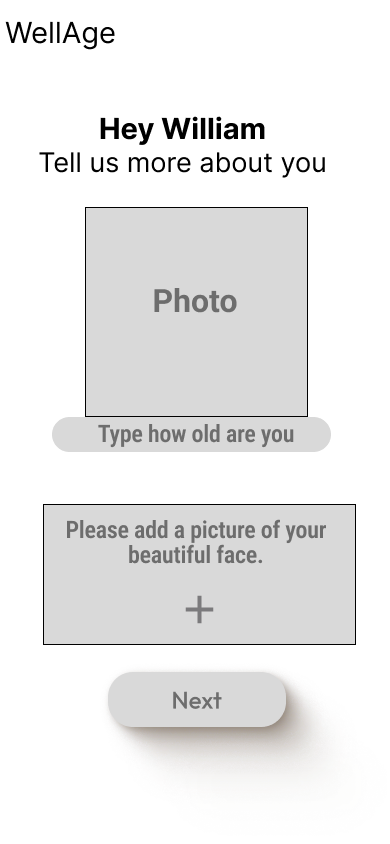 WellAge
Hey William
Tell us more about you
Photo
Type how old are you
Please add a picture of your
beautiful face.
+
Next